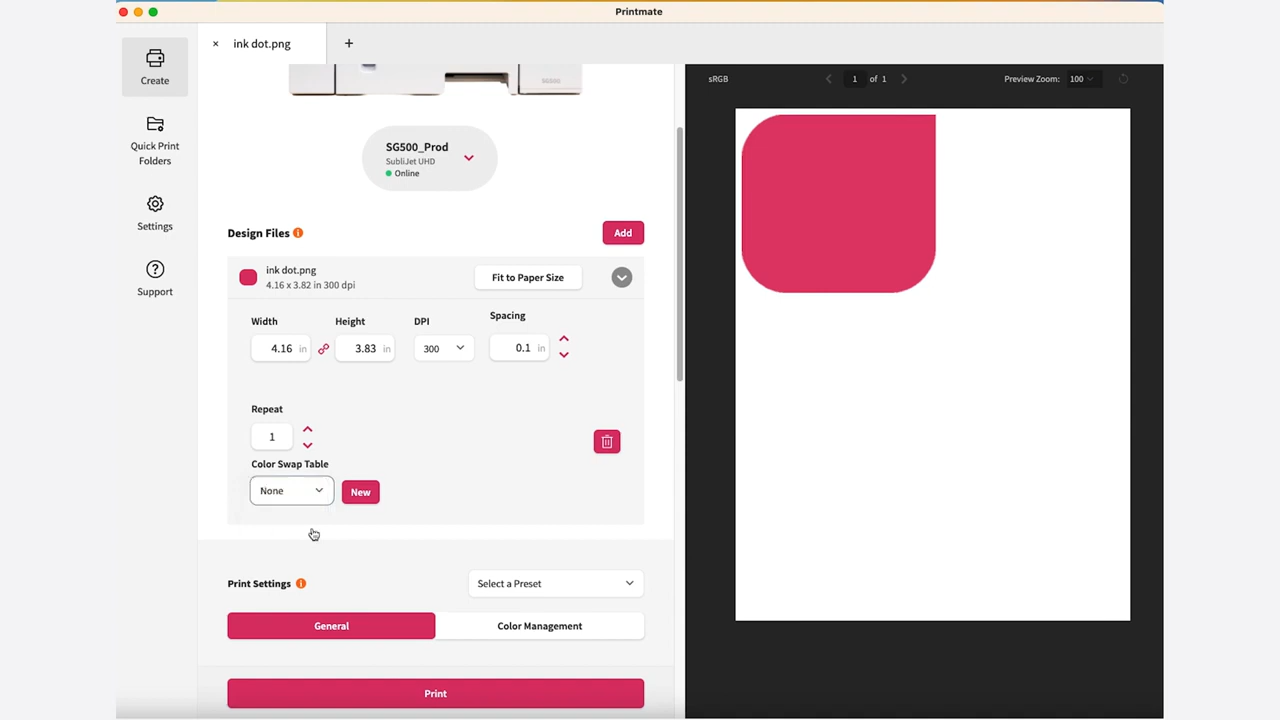 Printmate
ink dot.png
Create
Quick Print
Folders
Settings
Support
SG500
SG500_Prod
SubliJet UHD
Online
Design Files
Add
ink dot.png
4.16 x 3.82 in 300 dpi
Fit to Paper Size
Width
Height
DPI
Spacing
4.16 in
3.83 in
300
0.1 in
Repeat
1
Color Swap Table
None
New
Print Settings
Select a Preset
General
Color Management
Print
sRGB
1 of 1
Preview Zoom: 100